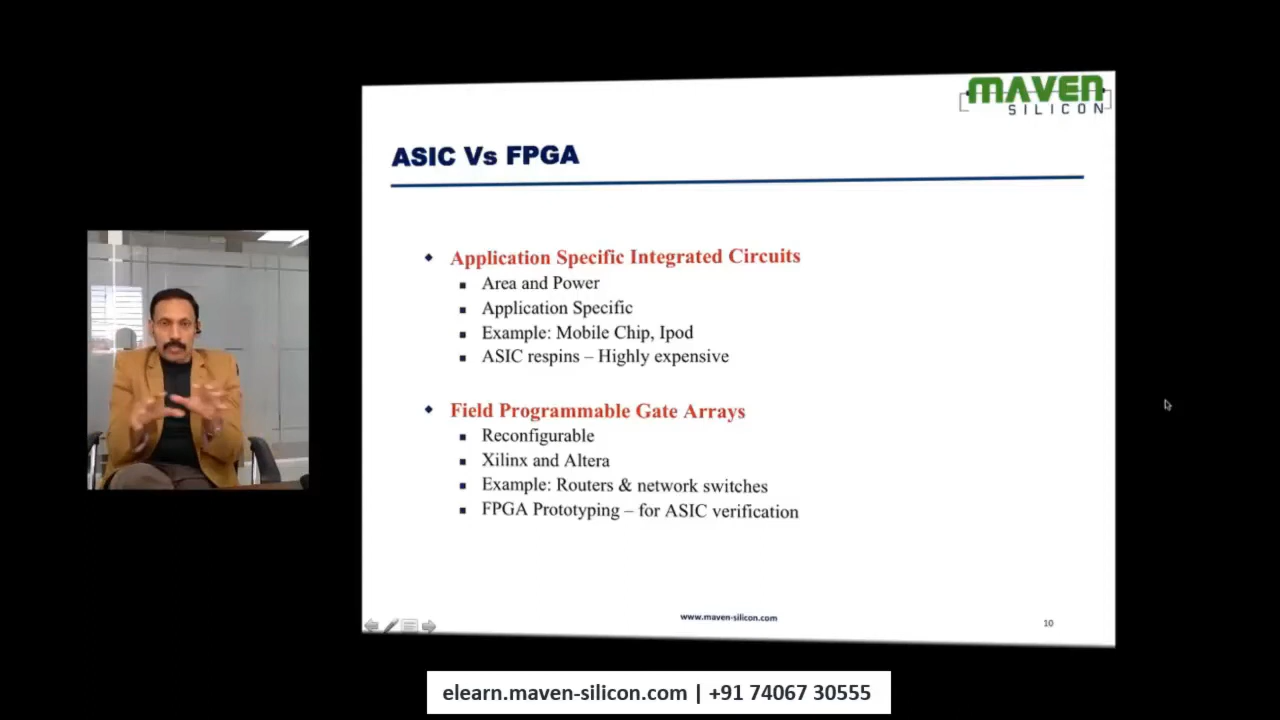 MAVEN
SILICON
ASIC Vs FPGA
Application Specific Integrated Circuits
Area and Power
Application Specific
Example: Mobile Chip, Ipod
ASIC respins – Highly expensive
Field Programmable Gate Arrays
Reconfigurable
Xilinx and Altera
Example: Routers & network switches
FPGA Prototyping – for ASIC verification
www.maven-silicon.com
10
elearn.maven-silicon.com | +91 74067 30555